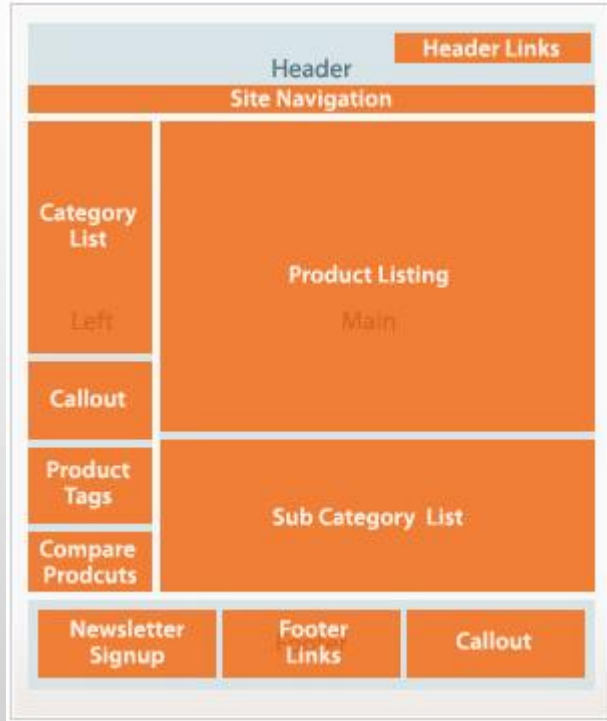 Header Links
Header
Site Navigation
Category
List
Left
Callout
Product
Tags
Compare
Prodcuts
Product Listing
Main
Sub Category List
Newsletter
Signup
Footer
Links
Footer
Callout